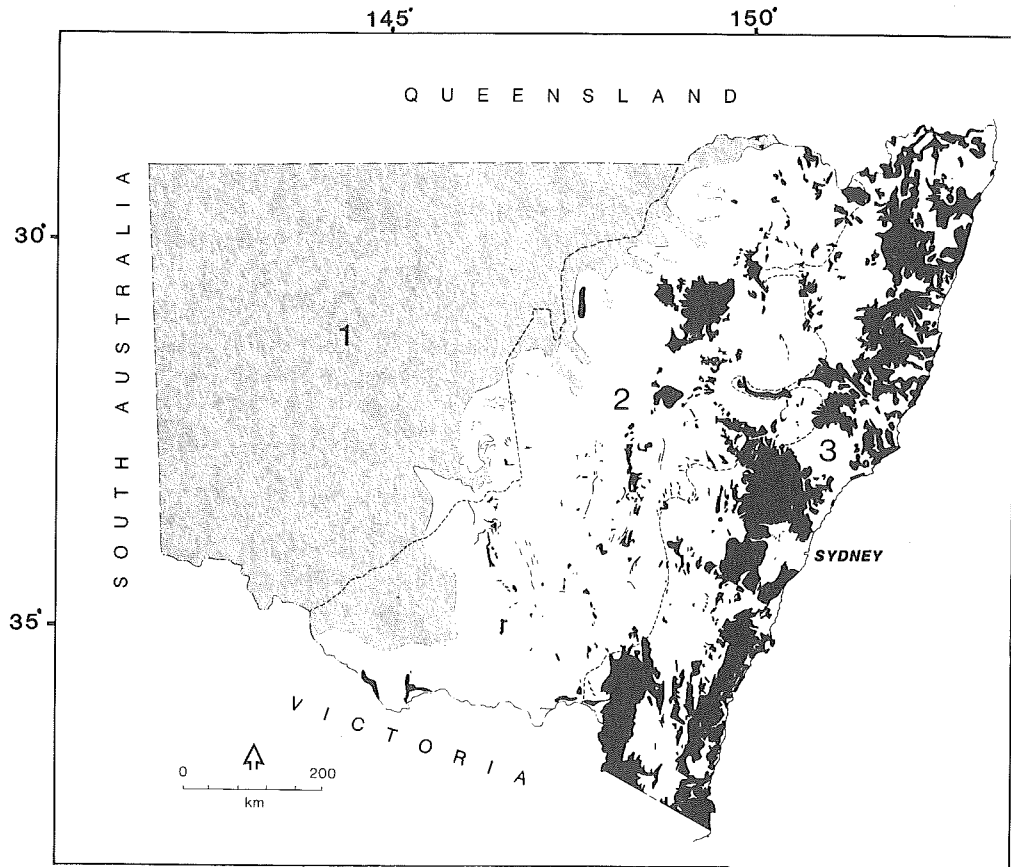 145°
150°
QUEENSLAND
30°
SOUTH AUSTRALIA
1
2
3
SYDNEY
35°
VICTORIA
0 200
km